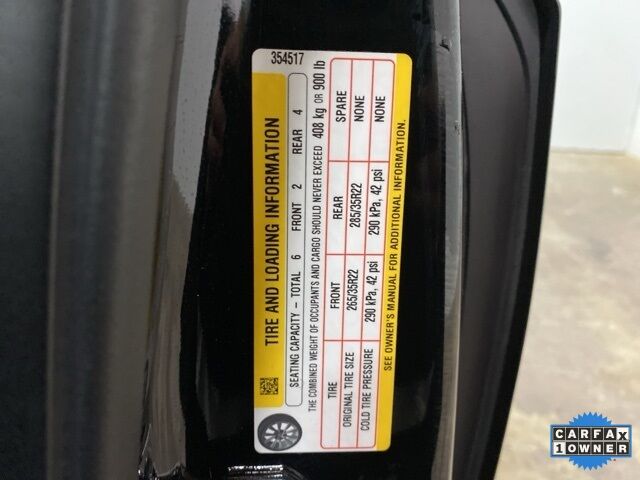 354517
TIRE AND LOADING INFORMATION
SEATING CAPACITY – TOTAL 6 FRONT 2 REAR 4
THE COMBINED WEIGHT OF OCCUPANTS AND CARGO SHOULD NEVER EXCEED 408 kg OR 900 lb
TIRE FRONT REAR SPARE
ORIGINAL TIRE SIZE 265/35R22 285/35R22 NONE
COLD TIRE PRESSURE 290 kPa, 42 psi 290 kPa, 42 psi NONE
SEE OWNER'S MANUAL FOR ADDITIONAL INFORMATION.
CARFAX
1 OWNER